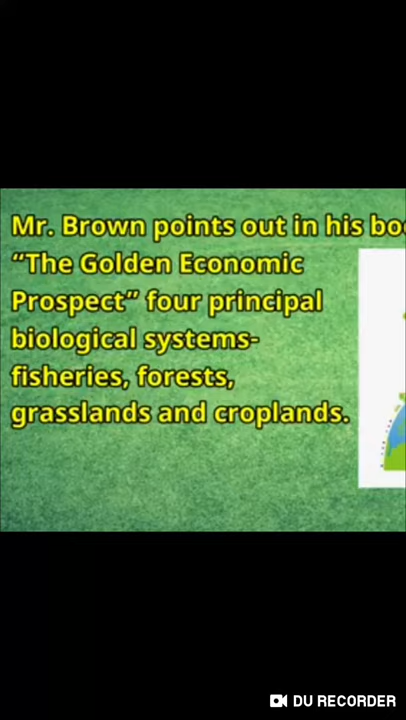 Mr. Brown points out in his
“The Golden Economic
Prospect” four principal
biological systems-
fisheries, forests,
grasslands and croplands.
DU RECORDER